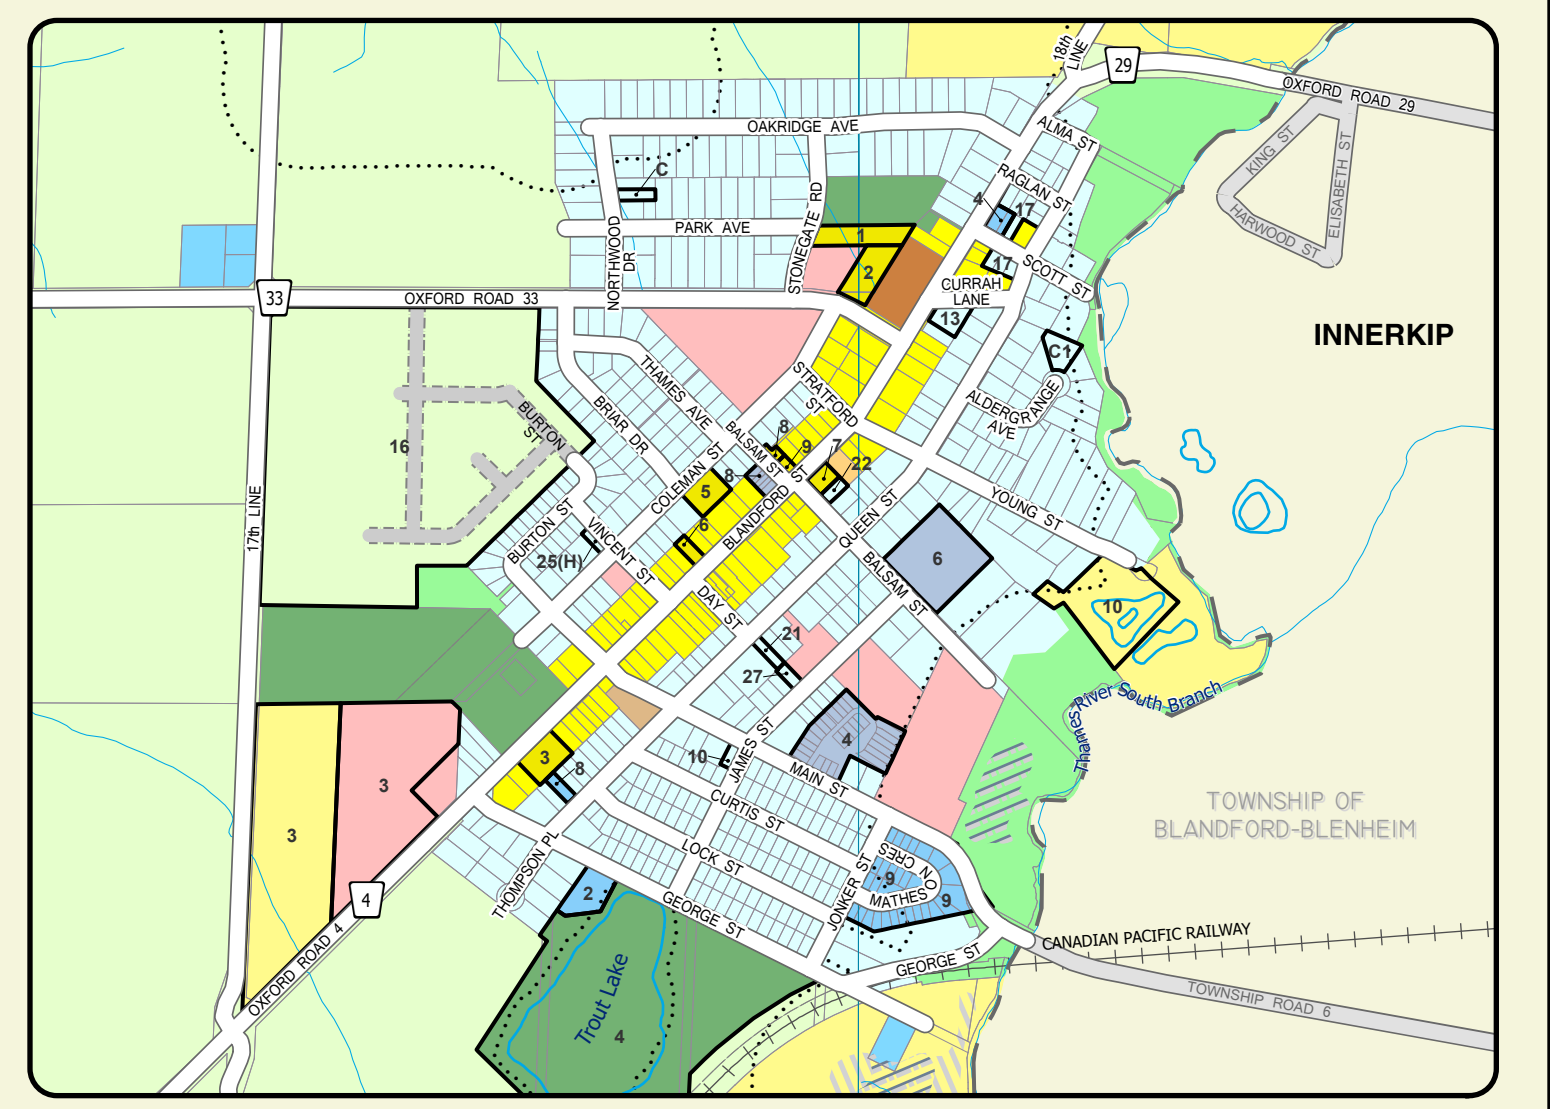 18th
LINE
29
OXFORD ROAD 29
OAKRIDGE AVE
ALMA ST
KING ST
ELISABETH ST
HARWOOD ST
C
RAGLAN ST
4
17
PARK AVE
STONEGATE RD
NORTHWOOD
DR
1
2
17
SCOTT ST
CURRAH
LANE
33
OXFORD ROAD 33
13
INNERKIP
C1
THAMES AVE
STRATFORD
ST
ALDERGRANGE
AVE
BRIAR DR
BURTON
ST
16
8
9
7
22
BALSAM ST
8
COLEMAN ST
5
6
BLANDFORD
ST
YOUNG ST
QUEEN ST
17th LINE
BURTON ST
VINCENT ST
25(H)
6
BALSAM ST
DAY ST
10
21
27
Thames River South Branch
4
3
3
3
8
10
JAMES ST
MAIN ST
CURTIS ST
TOWNSHIP OF
BLANDFORD-BLENHEIM
THOMPSON PL
LOCK ST
JONKER ST
MATHESON CRES
9
9
4
2
GEORGE ST
OXFORD ROAD 4
CANADIAN PACIFIC RAILWAY
GEORGE ST
TOWNSHIP ROAD 6
Trout Lake
4